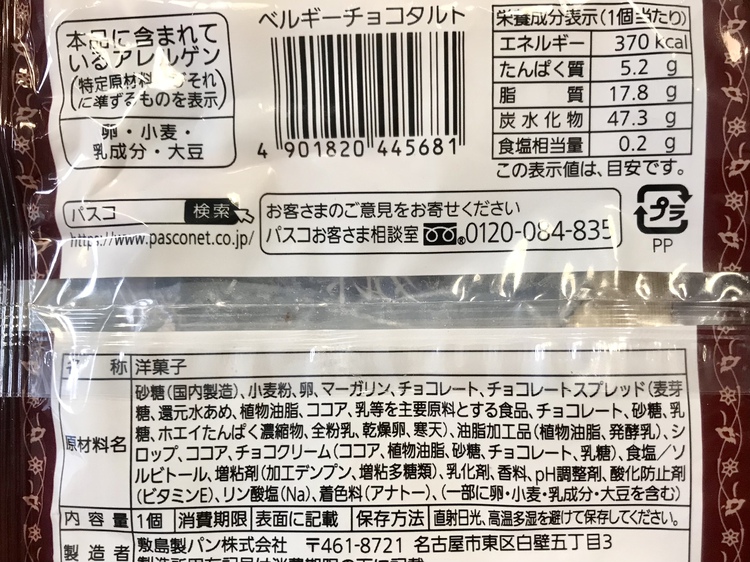 本品に含まれて
いるアレルゲン
(特定原材料
に準ずるものを表示)
卵・小麦・
乳成分・大豆
ベルギーチョコタルト
4 901820 445681
栄養成分表示(1個当たり)
エネルギー 370 kcal
たんぱく質 5.2 g
脂質 17.8 g
炭水化物 47.3 g
食塩相当量 0.2 g
この表示値は、目安です。
パスコ 検索
https://www.pasconet.co.jp/
お客さまのご意見をお寄せください
パスコお客さま相談室 0120-084-835
プラ
PP
名称 洋菓子
原材料名
砂糖(国内製造)、小麦粉、卵、マーガリン、チョコレート、チョコレートスプレッド(麦芽
糖、還元水あめ、植物油脂、ココア、乳等を主要原料とする食品、チョコレート、砂糖、乳
糖、ホエイたんぱく濃縮物、全粉乳、乾燥卵、寒天)、油脂加工品(植物油脂、発酵乳)、シ
ロップ、ココア、チョコクリーム(ココア、植物油脂、砂糖、チョコレート、乳糖)、食塩/ソ
ルビトール、増粘剤(加工デンプン、増粘多糖類)、乳化剤、香料、pH調整剤、酸化防止剤
(ビタミンE)、リン酸塩(Na)、着色料(アナトー)、(一部に卵・小麦・乳成分・大豆を含む)
内容量 1個 消費期限 表面に記載 保存方法 直射日光、高温多湿を避けて保存してください。
製造者 敷島製パン株式会社 〒461-8721 名古屋市東区白壁五丁目3